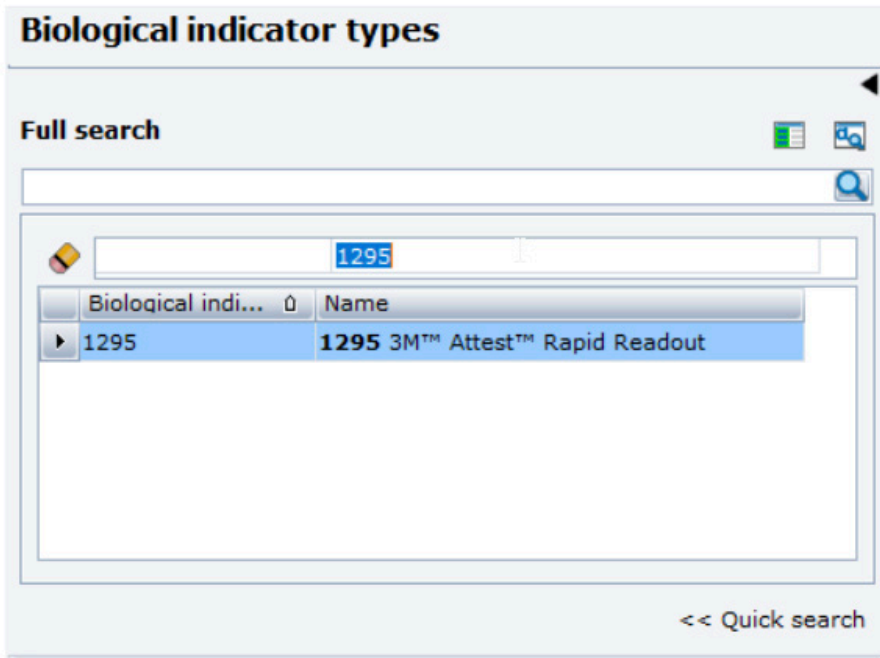 Biological indicator types
Full search
1295
Biological indi... Name
1295 1295 3M™ Attest™ Rapid Readout
<< Quick search